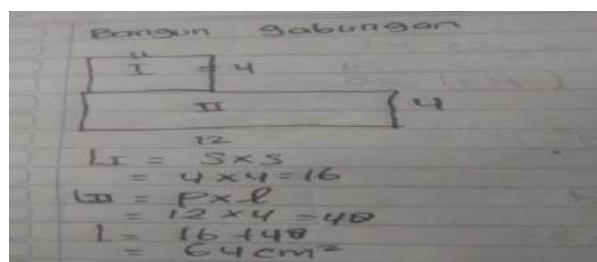 Bangun gabungan
4
I 4
II 4
12
LI = S x S
= 4 x 4 = 16
LII = P x l
= 12 x 4 = 48
L = 16 + 48
= 64 cm²